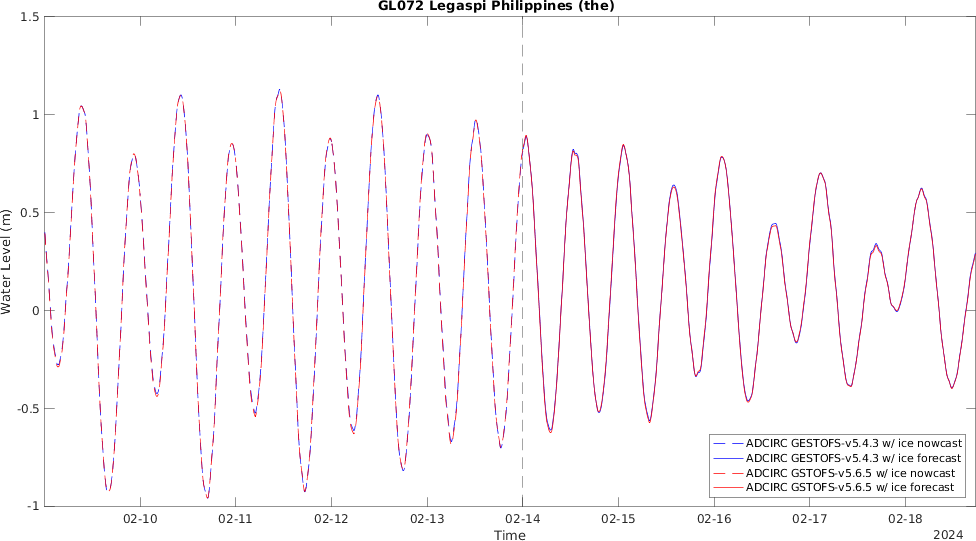 GL072 Legaspi Philippines (the)
1.5
1
0.5
0
-0.5
-1
Water Level (m)
02-10
02-11
02-12
02-13
02-14
02-15
02-16
02-17
02-18
Time
2024
ADCIRC GESTOFS-v5.4.3 w/ ice nowcast
ADCIRC GESTOFS-v5.4.3 w/ ice forecast
ADCIRC GSTOFS-v5.6.5 w/ ice nowcast
ADCIRC GSTOFS-v5.6.5 w/ ice forecast